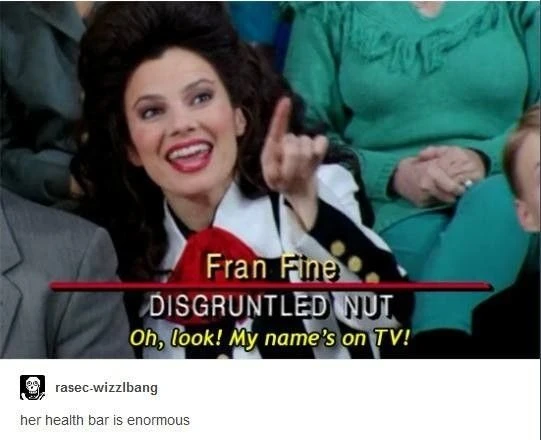 Fran Fine
DISGRUNTLED NUT
Oh, look! My name's on TV!
rasec-wizzlbang
her health bar is enormous